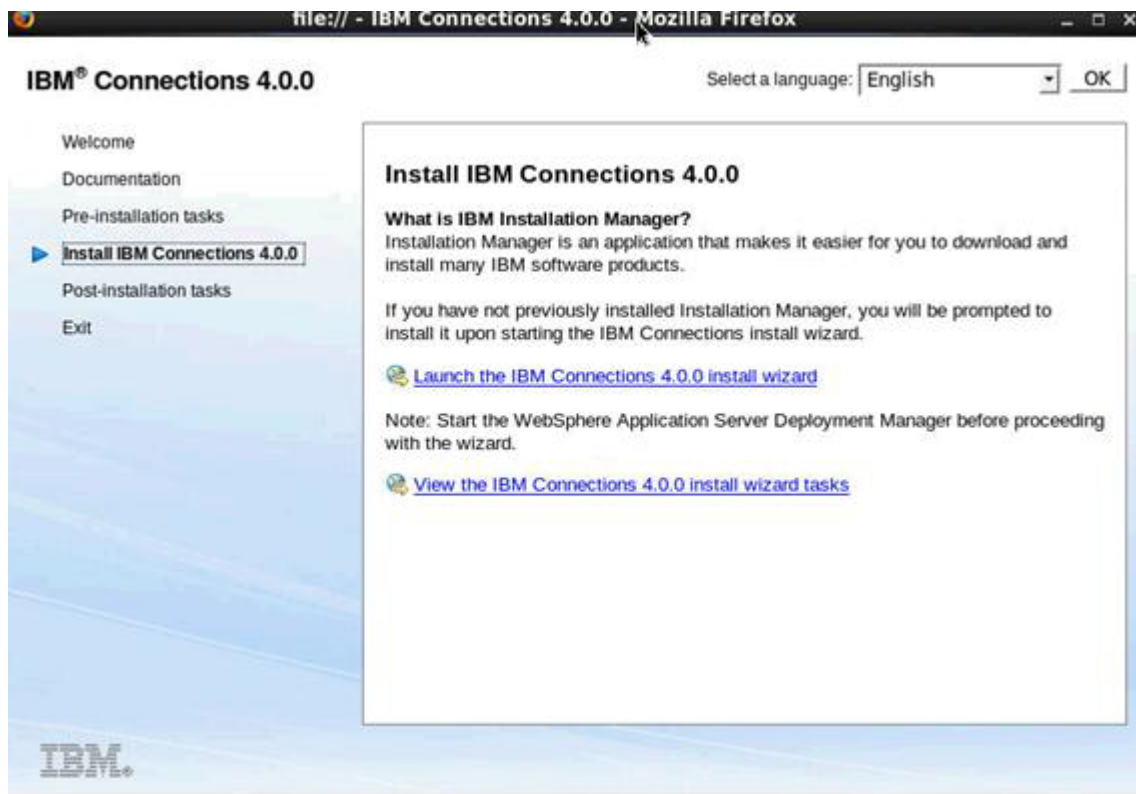 file:// - IBM Connections 4.0.0 - Mozilla Firefox
IBM® Connections 4.0.0
Select a language: English OK
Welcome
Documentation
Pre-installation tasks
Install IBM Connections 4.0.0
Post-installation tasks
Exit
Install IBM Connections 4.0.0
What is IBM Installation Manager?
Installation Manager is an application that makes it easier for you to download and
install many IBM software products.
If you have not previously installed Installation Manager, you will be prompted to
install it upon starting the IBM Connections install wizard.
Launch the IBM Connections 4.0.0 install wizard
Note: Start the WebSphere Application Server Deployment Manager before proceeding
with the wizard.
View the IBM Connections 4.0.0 install wizard tasks
IBM®